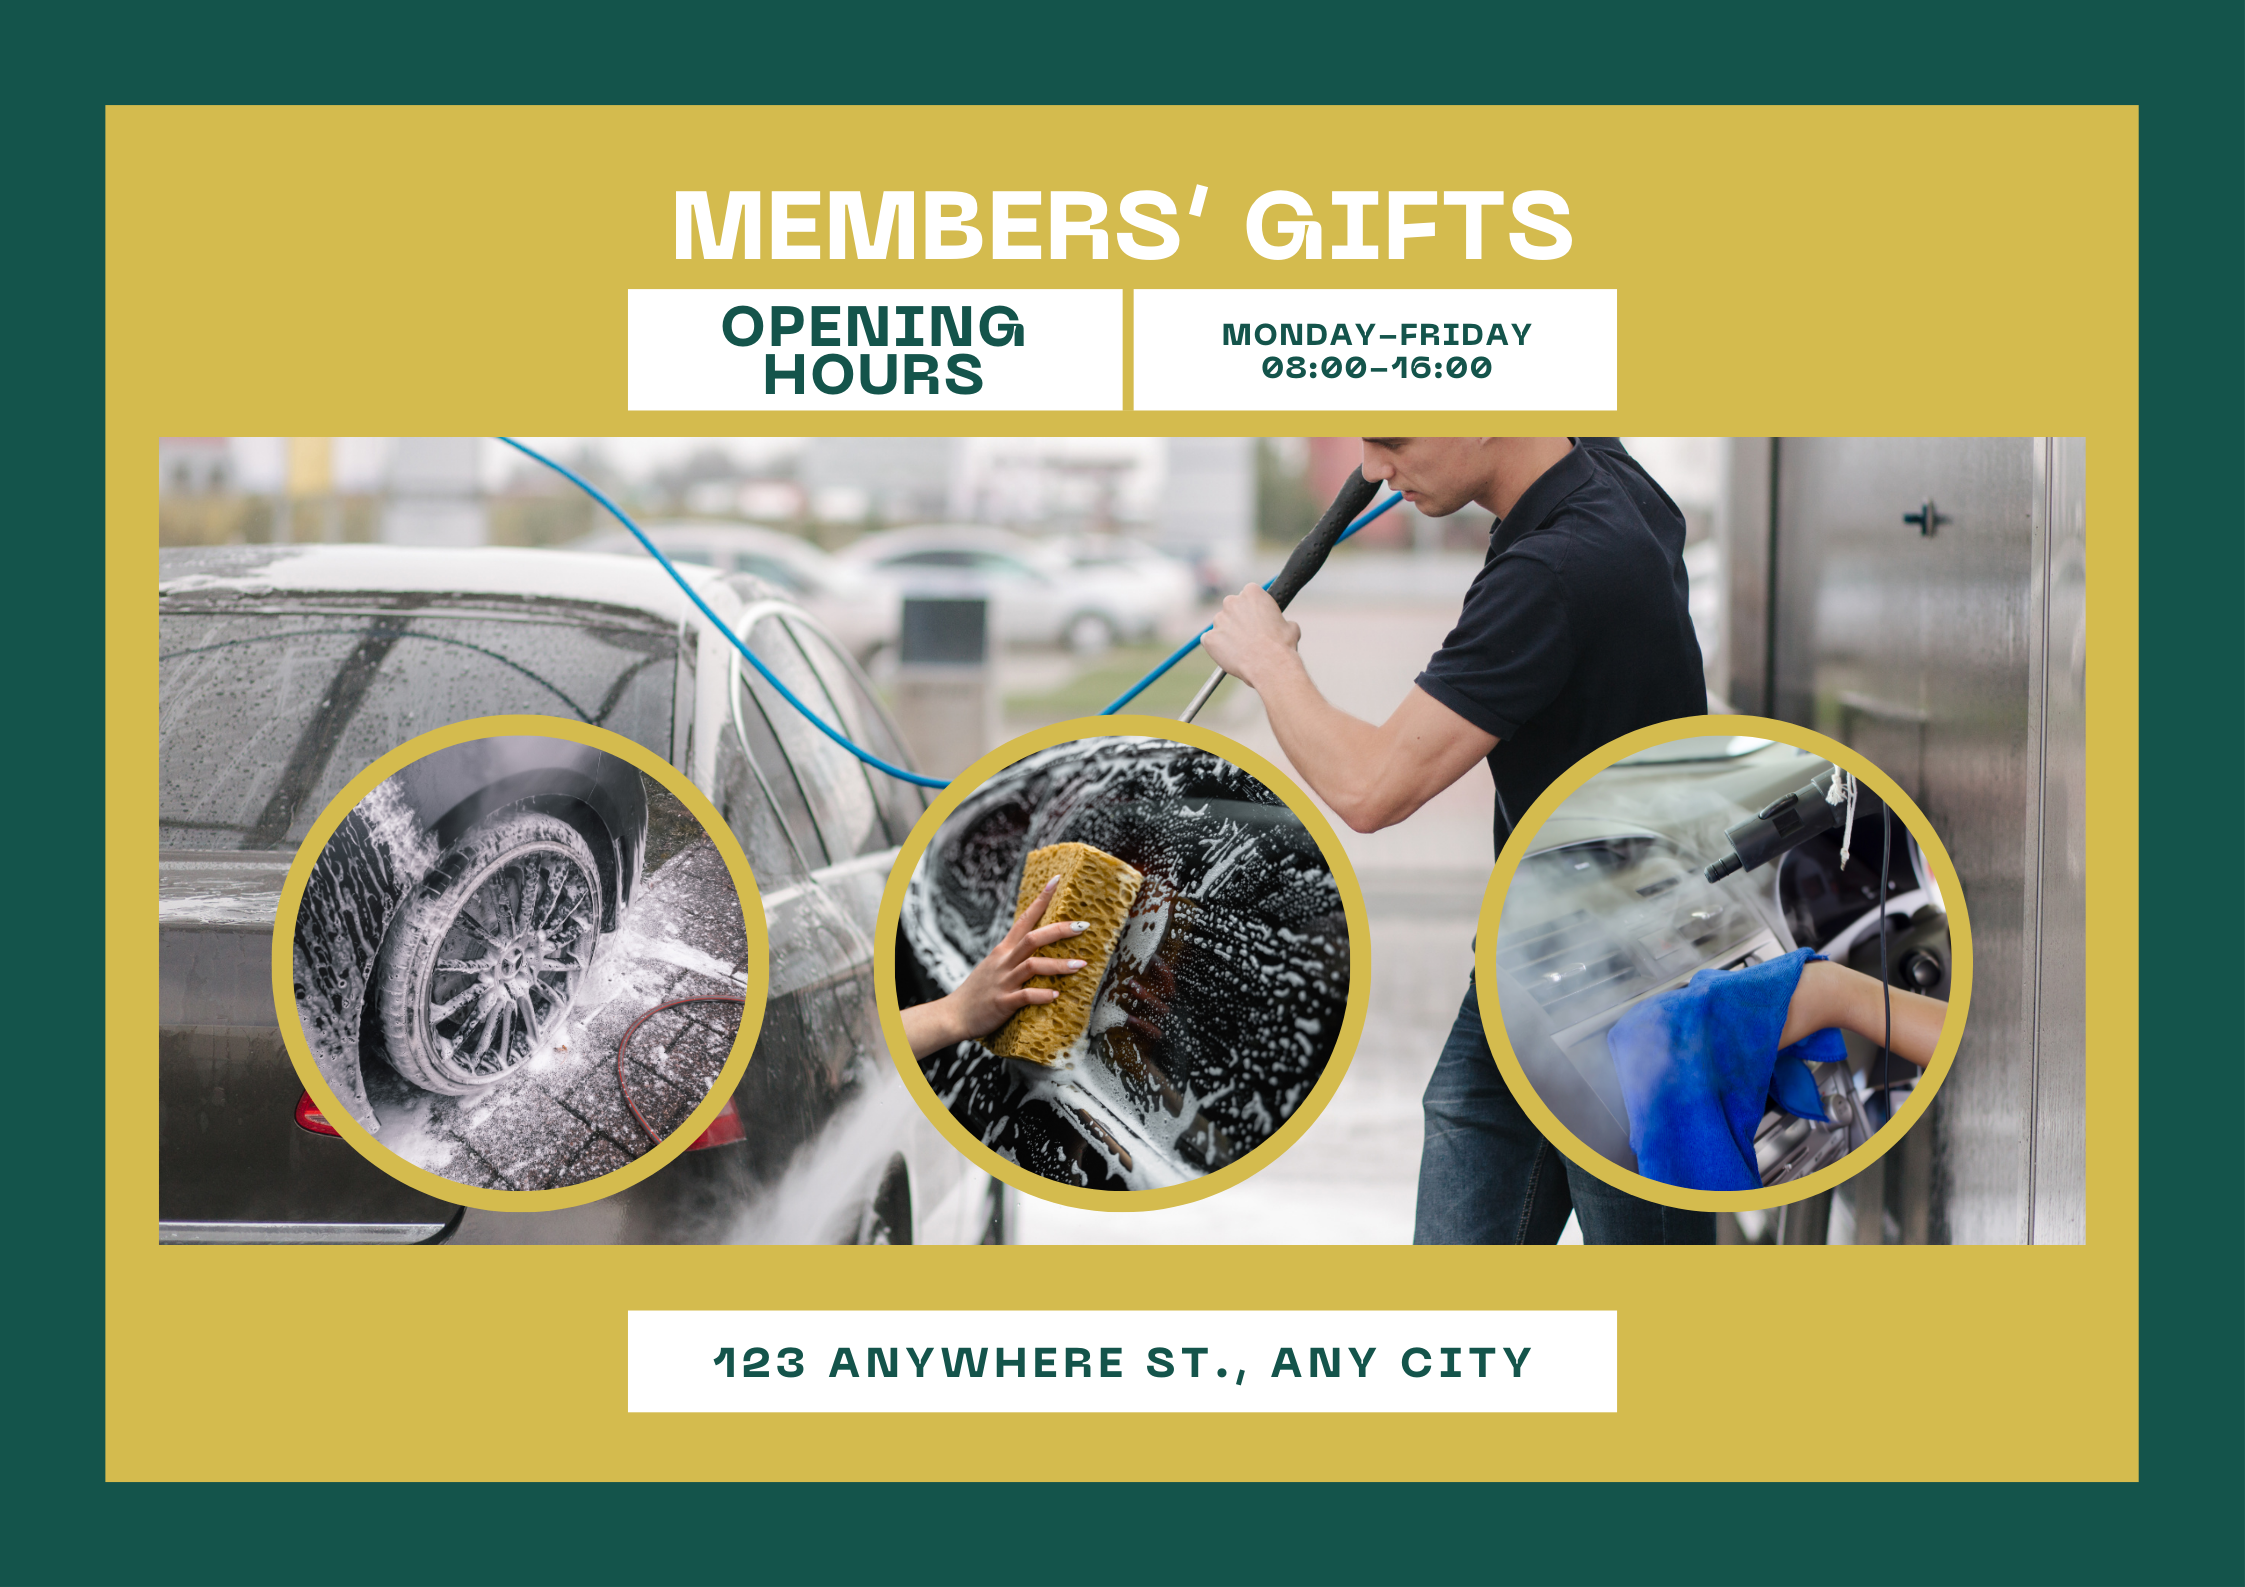 MEMBERS' GIFTS
OPENING
HOURS
MONDAY–FRIDAY
08:00–16:00
123 ANYWHERE ST., ANY CITY